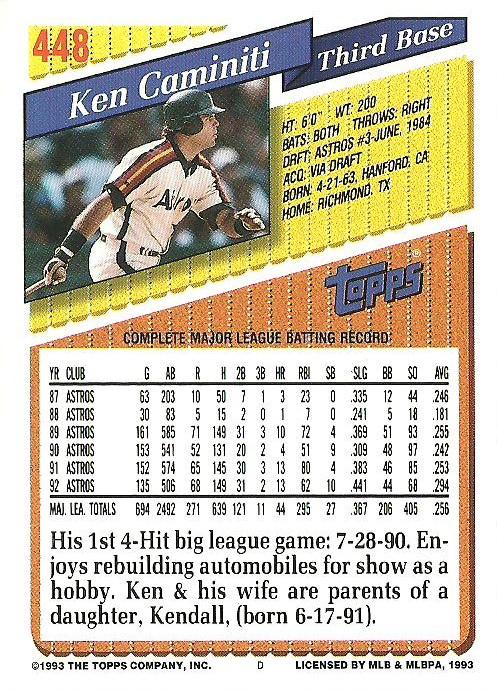 448
Ken Caminiti
Third Base
HT: 6'0" WT: 200
BATS: BOTH THROWS: RIGHT
DRFT: ASTROS #3-JUNE, 1984
ACQ: VIA DRAFT
BORN: 4-21-63, HANFORD, CA
HOME: RICHMOND, TX
Astros
topps®
COMPLETE MAJOR LEAGUE BATTING RECORD
YR CLUB G AB R H 2B 3B HR RBI SB SLG BB SO AVG
87 ASTROS 63 203 10 50 7 1 3 23 0 .335 12 44 .246
88 ASTROS 30 83 5 15 2 0 1 7 0 .241 5 18 .181
89 ASTROS 161 585 71 149 31 3 10 72 4 .369 51 93 .255
90 ASTROS 153 541 52 131 20 2 4 51 9 .309 48 97 .242
91 ASTROS 152 574 65 145 30 3 13 80 4 .383 46 85 .253
92 ASTROS 135 506 68 149 31 2 13 62 10 .441 44 68 .294
MAJ. LEA. TOTALS 694 2492 271 639 121 11 44 295 27 .367 206 405 .256
His 1st 4-Hit big league game: 7-28-90. En-
joys rebuilding automobiles for show as a
hobby. Ken & his wife are parents of a
daughter, Kendall, (born 6-17-91).
©1993 THE TOPPS COMPANY, INC. D LICENSED BY MLB & MLBPA, 1993